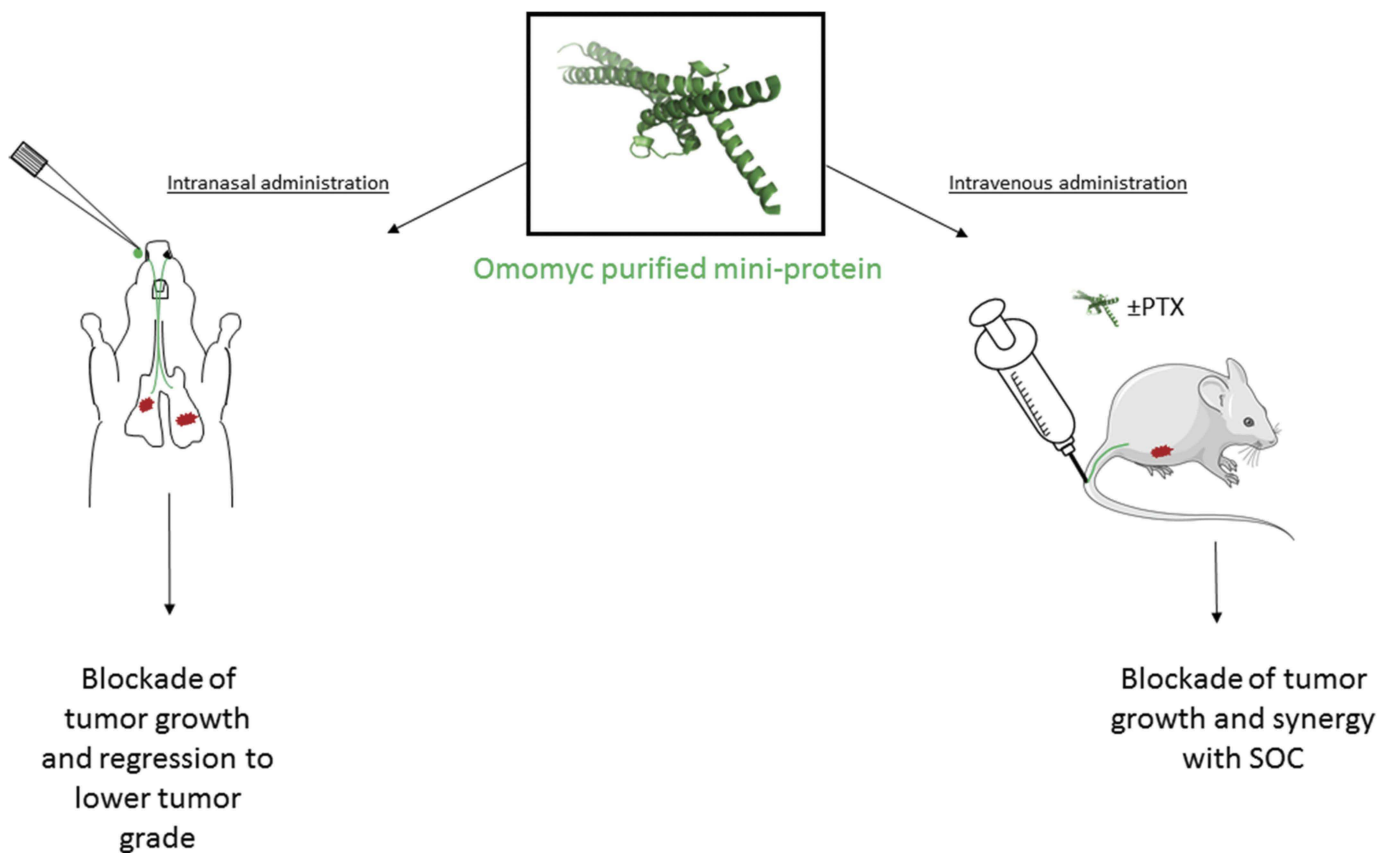 Intranasal administration
Intravenous administration
Omomyc purified mini-protein
±PTX
Blockade of
tumor growth
and regression to
lower tumor
grade
Blockade of tumor
growth and synergy
with SOC